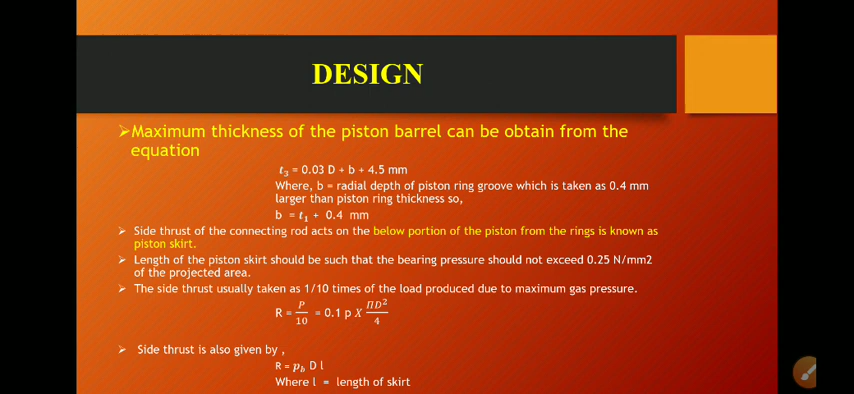 DESIGN
➢Maximum thickness of the piston barrel can be obtain from the
equation
t₃ = 0.03 D + b + 4.5 mm
Where, b = radial depth of piston ring groove which is taken as 0.4 mm
larger than piston ring thickness so,
b = t₁ + 0.4 mm
➢ Side thrust of the connecting rod acts on the below portion of the piston from the rings is known as
piston skirt.
➢ Length of the piston skirt should be such that the bearing pressure should not exceed 0.25 N/mm2
of the projected area.
➢ The side thrust usually taken as 1/10 times of the load produced due to maximum gas pressure.
R = P/10 = 0.1 p X ΠD²/4
➢ Side thrust is also given by ,
R = p_b D l
Where l = length of skirt